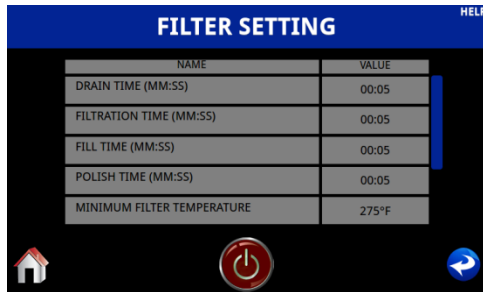 HELP
FILTER SETTING
NAME VALUE
DRAIN TIME (MM:SS) 00:05
FILTRATION TIME (MM:SS) 00:05
FILL TIME (MM:SS) 00:05
POLISH TIME (MM:SS) 00:05
MINIMUM FILTER TEMPERATURE 275°F